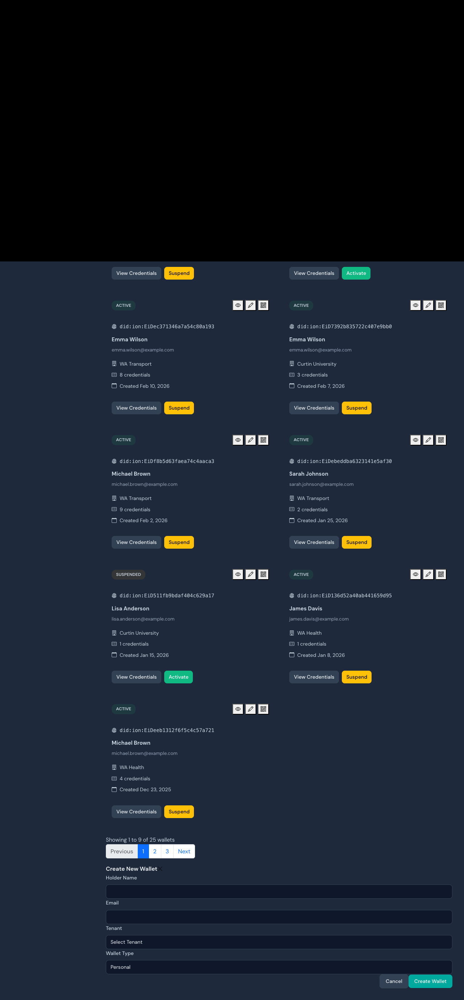 View Credentials Suspend
View Credentials Activate
ACTIVE
did:ion:EiDec371346a7a54c80a193
Emma Wilson
emma.wilson@example.com
WA Transport
8 credentials
Created Feb 10, 2026
View Credentials Suspend
ACTIVE
did:ion:EiD7392b835722c407e9bb0
Emma Wilson
emma.wilson@example.com
Curtin University
3 credentials
Created Feb 7, 2026
View Credentials Suspend
ACTIVE
did:ion:EiDf8b5d63faea74c4aaca3
Michael Brown
michael.brown@example.com
WA Transport
9 credentials
Created Feb 2, 2026
View Credentials Suspend
ACTIVE
did:ion:EiDebeddba6323141e5af30
Sarah Johnson
sarah.johnson@example.com
WA Transport
2 credentials
Created Jan 25, 2026
View Credentials Suspend
SUSPENDED
did:ion:EiD511fb9bdaf404c629a17
Lisa Anderson
lisa.anderson@example.com
Curtin University
1 credentials
Created Jan 15, 2026
View Credentials Activate
ACTIVE
did:ion:EiD136d52a40ab441659d95
James Davis
james.davis@example.com
WA Health
1 credentials
Created Jan 8, 2026
View Credentials Suspend
ACTIVE
did:ion:EiDeeb1312f6f5c4c57a721
Michael Brown
michael.brown@example.com
WA Health
4 credentials
Created Dec 23, 2025
View Credentials Suspend
Showing 1 to 9 of 25 wallets
Previous 1 2 3 Next
Create New Wallet
Holder Name
Email
Tenant
Select Tenant
Wallet Type
Personal
Cancel Create Wallet